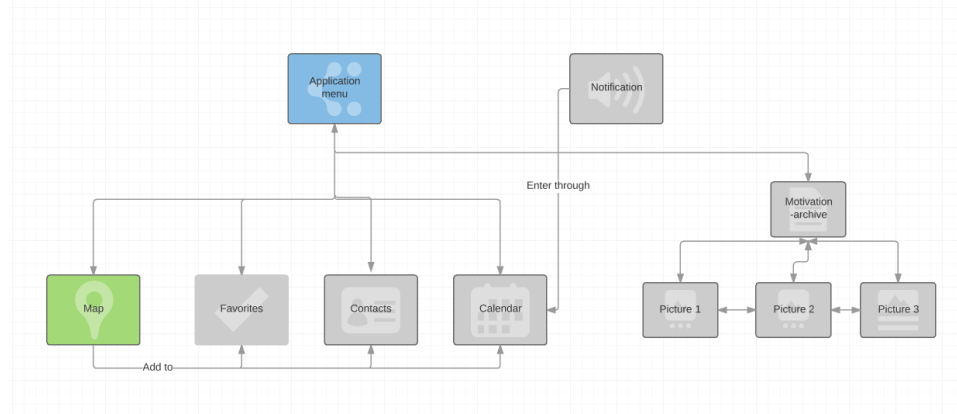 Application
menu
Notification
Enter through
Motivation
-archive
Map
Favorites
Contacts
Calendar
Picture 1
Picture 2
Picture 3
Add to